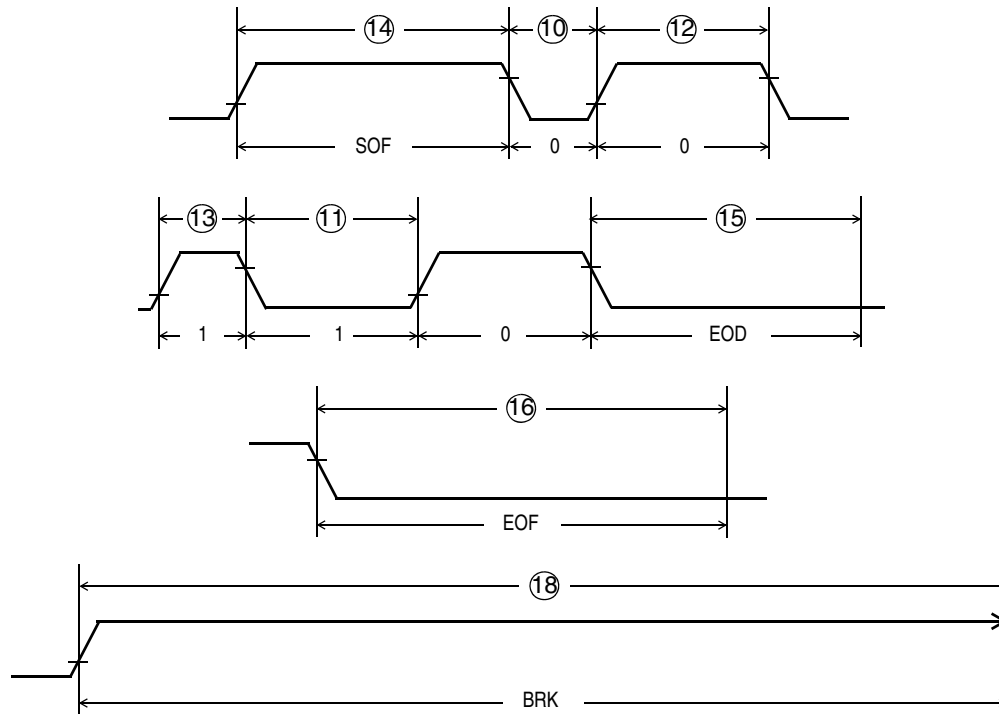 ⑭ ⑩ ⑫
SOF 0 0
⑬ ⑪ ⑮
1 1 0 EOD
⑯
EOF
⑱
BRK